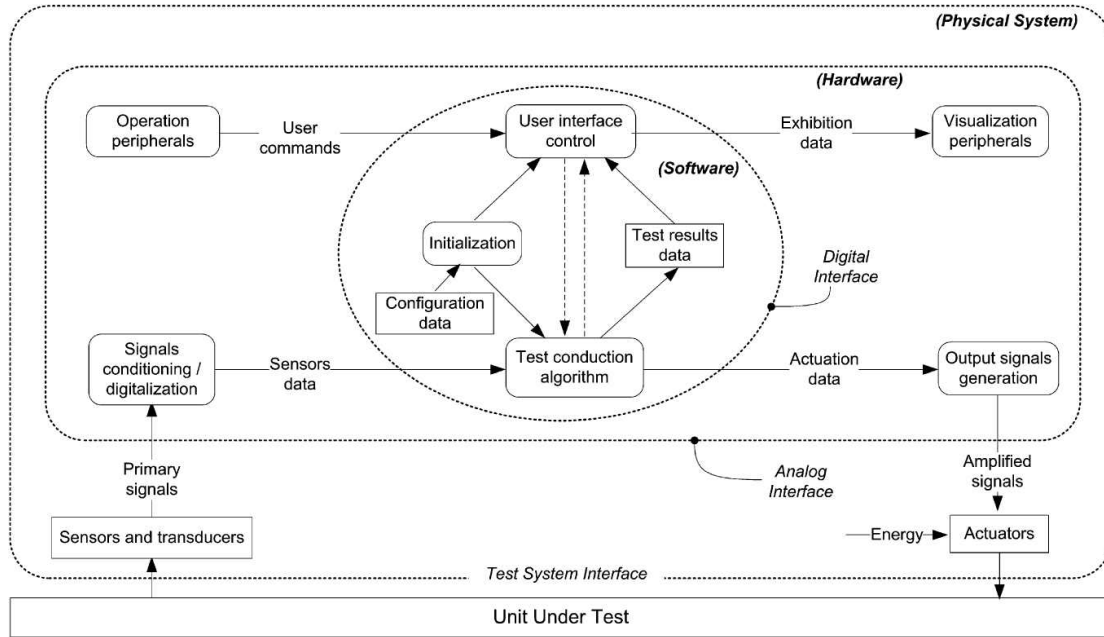 (Physical System)
(Hardware)
Operation
peripherals
User
commands
User interface
control
Exhibition
data
Visualization
peripherals
(Software)
Initialization
Test results
data
Configuration
data
Digital
Interface
Signals
conditioning /
digitalization
Sensors
data
Test conduction
algorithm
Actuation
data
Output signals
generation
Primary
signals
Analog
Interface
Amplified
signals
Sensors and transducers
Energy
Actuators
Test System Interface
Unit Under Test